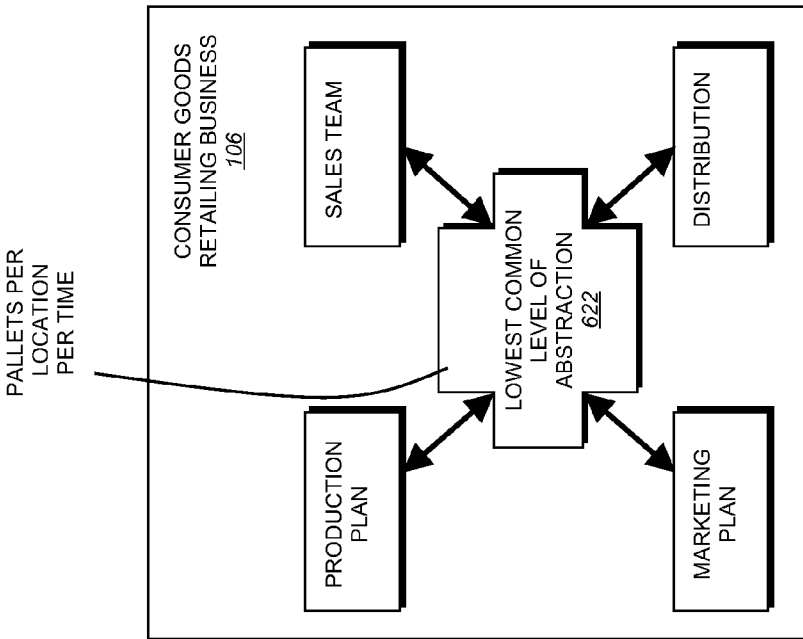 PALLETS PER
LOCATION
PER TIME
CONSUMER GOODS
RETAILING BUSINESS
106
PRODUCTION
PLAN
SALES TEAM
LOWEST COMMON
LEVEL OF
ABSTRACTION
622
MARKETING
PLAN
DISTRIBUTION